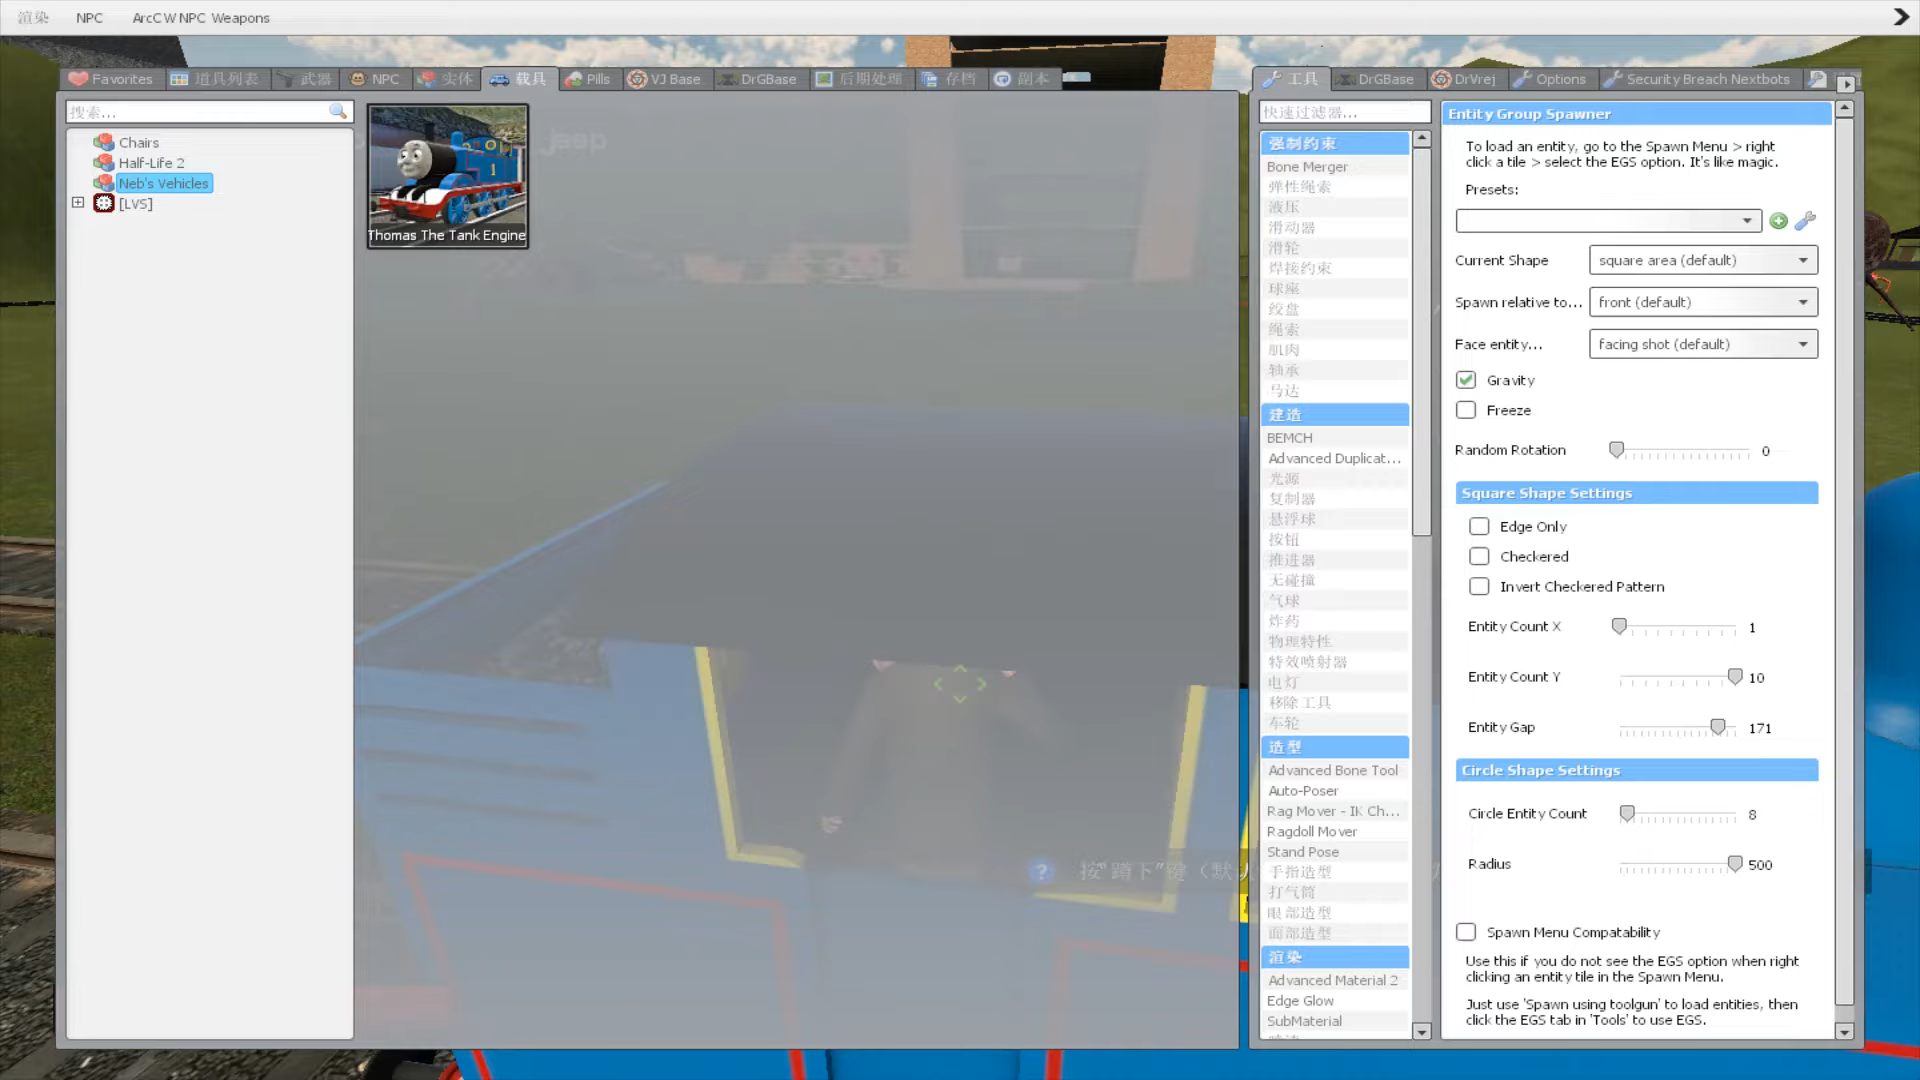 渲染 NPC ArcCW NPC Weapons
Favorites 道具列表 武器 NPC 实体 载具 Pills VJ Base DrGBase 后期处理 存档 副本
搜索...
Chairs
Half-Life 2
Neb's Vehicles
[LVS]
jeep
1
Thomas The Tank Engine
按"蹲下"键（默
工具 DrGBase DrVrej Options Security Breach Nextbots
快速过滤器...
强制约束
Bone Merger
弹性绳索
液压
滑动器
滑轮
焊接约束
球座
绞盘
绳索
肌肉
轴承
马达
建造
BEMCH
Advanced Duplicat...
光源
复制器
悬浮球
按钮
推进器
无碰撞
气球
炸药
物理特性
特效喷射器
电灯
移除工具
车轮
造型
Advanced Bone Tool
Auto-Poser
Rag Mover - IK Ch...
Ragdoll Mover
Stand Pose
手指造型
打气筒
眼部造型
面部造型
渲染
Advanced Material 2
Edge Glow
SubMaterial
Entity Group Spawner
To load an entity, go to the Spawn Menu > right
click a tile > select the EGS option. It's like magic.
Presets:
Current Shape square area (default)
Spawn relative to... front (default)
Face entity... facing shot (default)
Gravity
Freeze
Random Rotation 0
Square Shape Settings
Edge Only
Checkered
Invert Checkered Pattern
Entity Count X 1
Entity Count Y 10
Entity Gap 171
Circle Shape Settings
Circle Entity Count 8
Radius 500
Spawn Menu Compatability
Use this if you do not see the EGS option when right
clicking an entity tile in the Spawn Menu.
Just use 'Spawn using toolgun' to load entities, then
click the EGS tab in 'Tools' to use EGS.